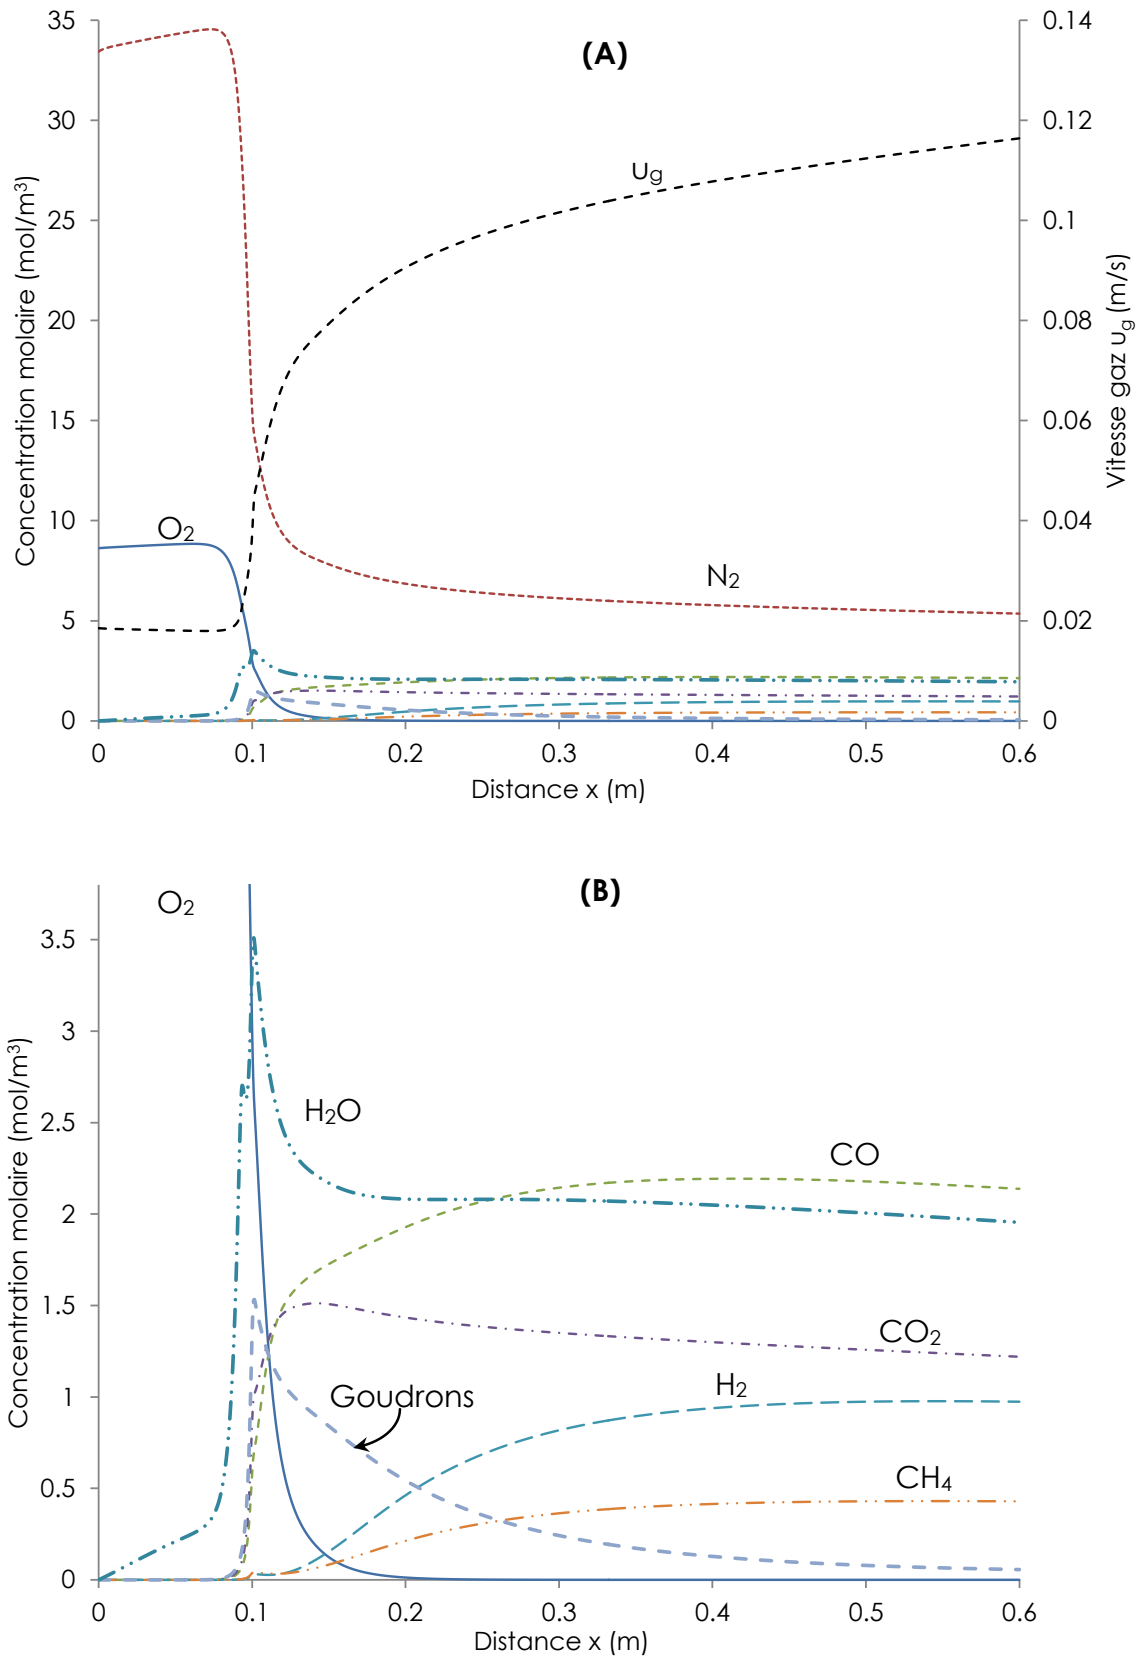 (A)
Concentration molaire (mol/m³)
35
30
25
20
15
10
5
0
0.14
0.12
0.1
0.08
0.06
0.04
0.02
0
Vitesse gaz ug (m/s)
ug
O2
N2
0 0.1 0.2 0.3 0.4 0.5 0.6
Distance x (m)
(B)
Concentration molaire (mol/m³)
3.5
3
2.5
2
1.5
1
0.5
0
O2
H2O
CO
CO2
H2
Goudrons
CH4
0 0.1 0.2 0.3 0.4 0.5 0.6
Distance x (m)